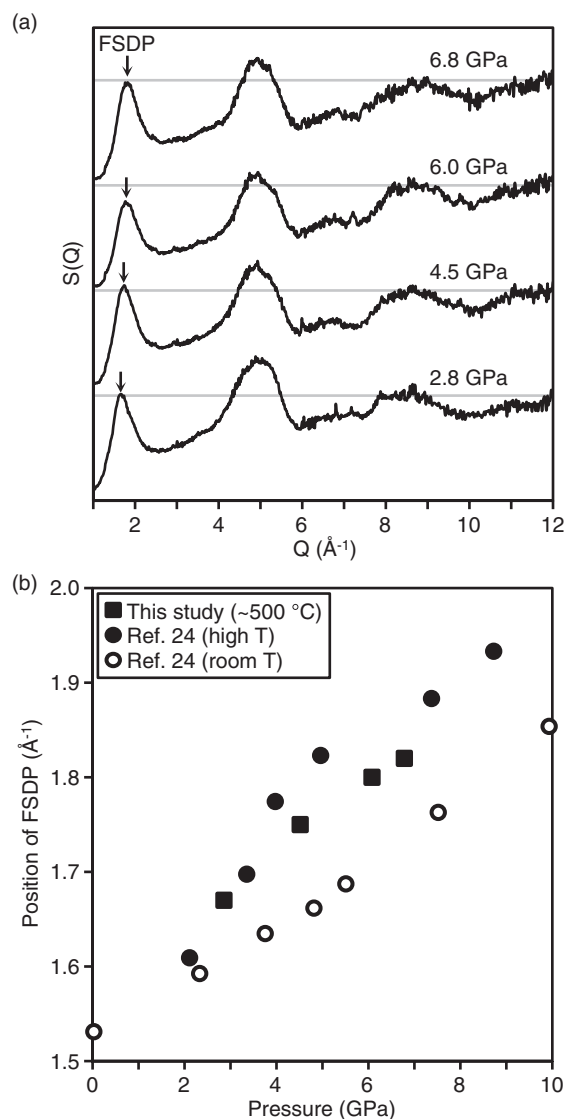 (a)
FSDP
6.8 GPa
6.0 GPa
4.5 GPa
2.8 GPa
S(Q)
2 4 6 8 10 12
Q (Å-1)
(b)
2.0
1.9
1.8
1.7
1.6
1.5
This study (~500 °C)
Ref. 24 (high T)
Ref. 24 (room T)
Position of FSDP (Å-1)
0 2 4 6 8 10
Pressure (GPa)